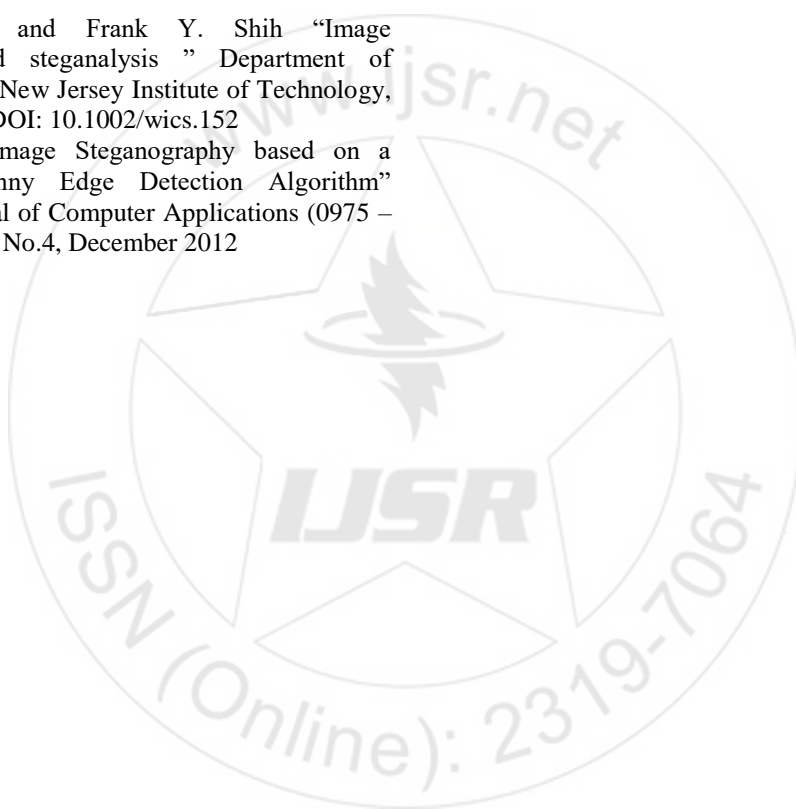 and Frank Y. Shih “Image
steganalysis ” Department of
New Jersey Institute of Technology,
DOI: 10.1002/wics.152
mage Steganography based on a
nny Edge Detection Algorithm”
al of Computer Applications (0975 –
No.4, December 2012
www.ijsr.net
IJSR
ISSN (Online): 2319-7064